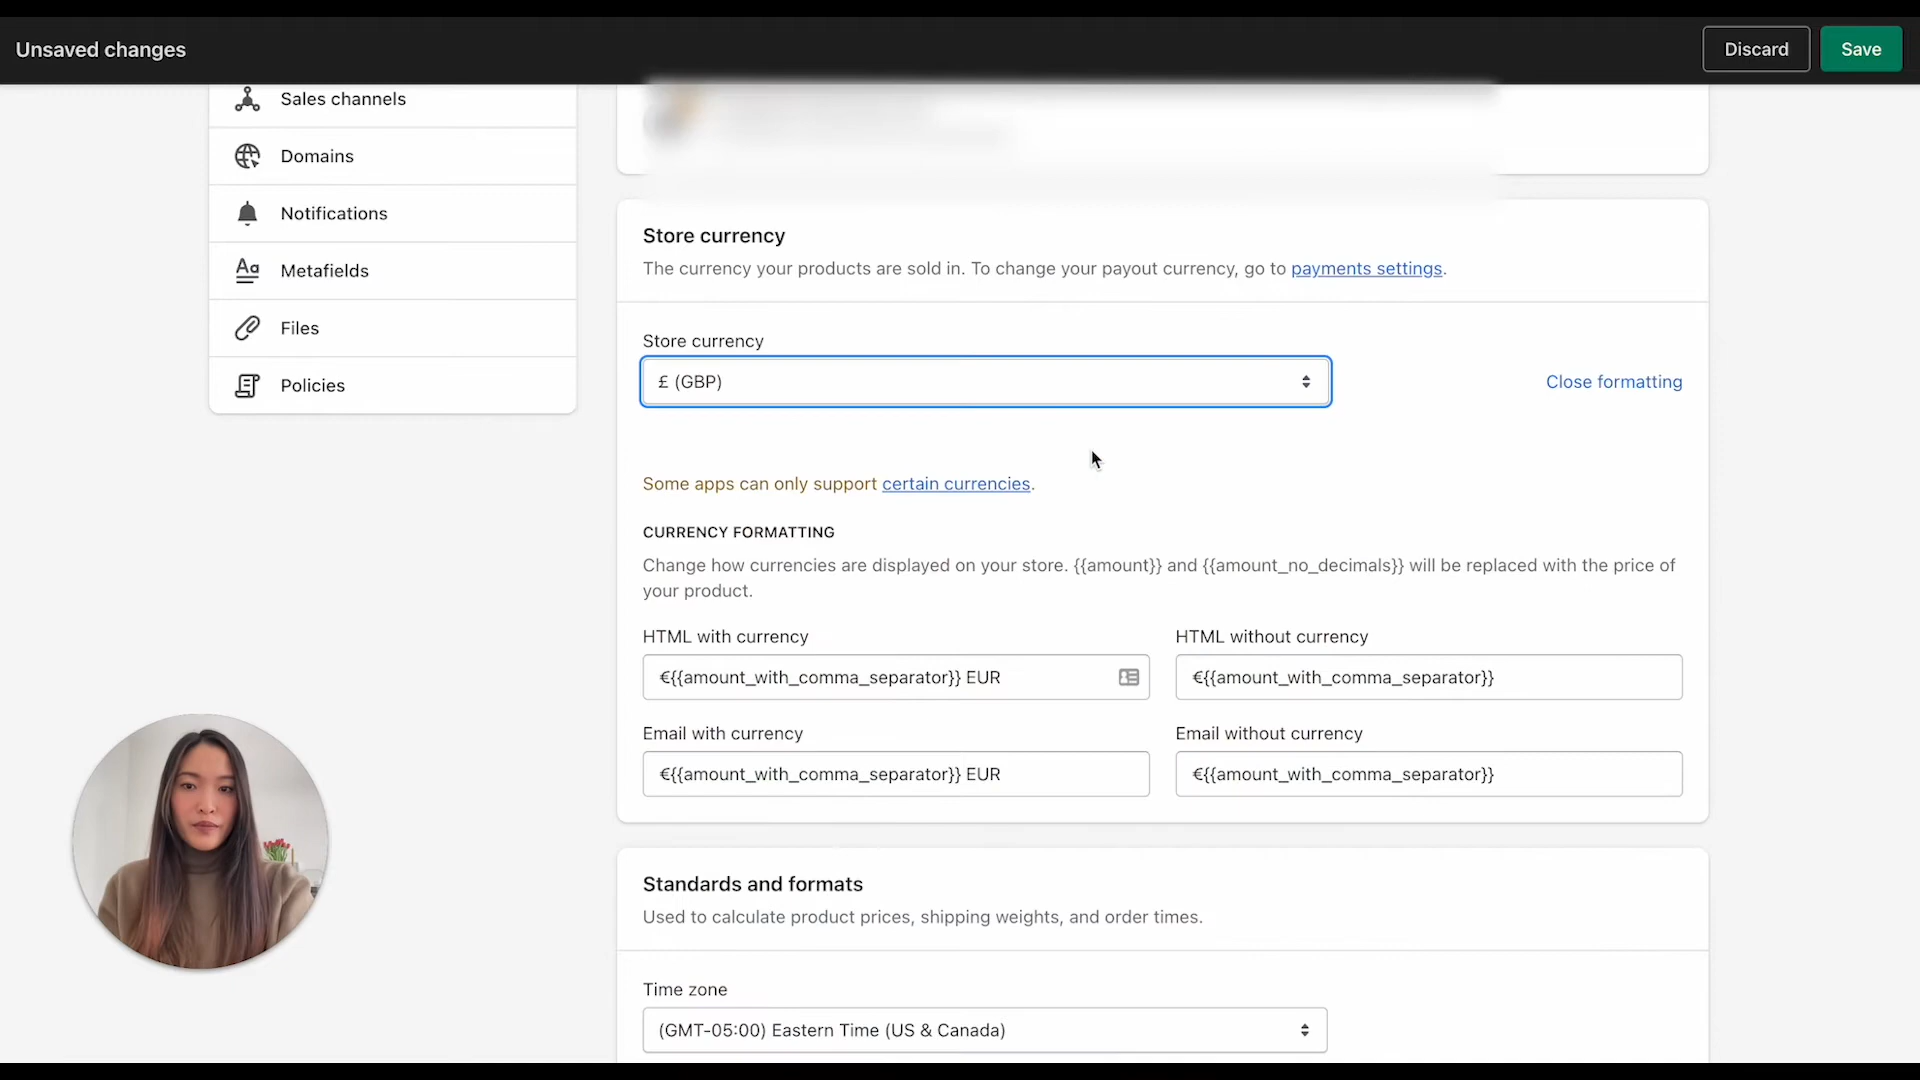 Unsaved changes
Discard
Save
Sales channels
Domains
Notifications
Metafields
Files
Policies
Store currency
The currency your products are sold in. To change your payout currency, go to payments settings.
Store currency
£ (GBP)
Close formatting
Some apps can only support certain currencies.
CURRENCY FORMATTING
Change how currencies are displayed on your store. {{amount}} and {{amount_no_decimals}} will be replaced with the price of
your product.
HTML with currency
HTML without currency
€{{amount_with_comma_separator}} EUR
€{{amount_with_comma_separator}}
Email with currency
Email without currency
€{{amount_with_comma_separator}} EUR
€{{amount_with_comma_separator}}
Standards and formats
Used to calculate product prices, shipping weights, and order times.
Time zone
(GMT-05:00) Eastern Time (US & Canada)